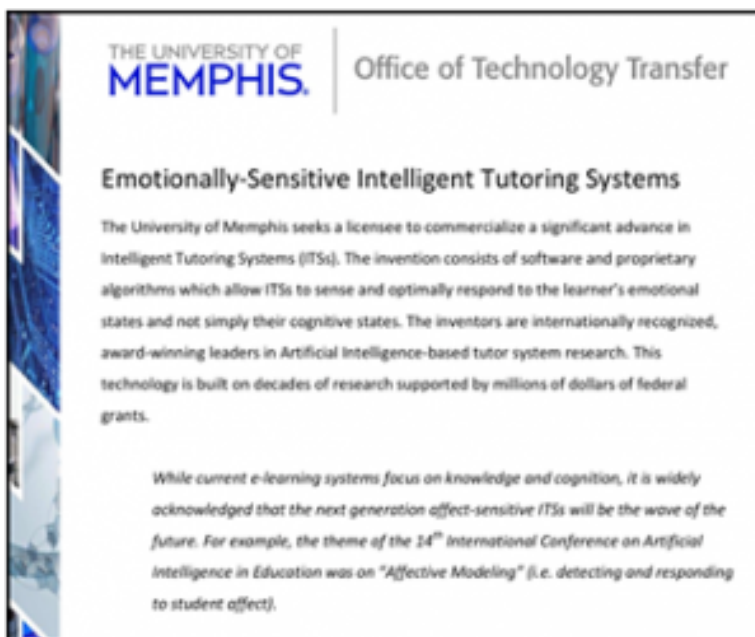 THE UNIVERSITY OF
MEMPHIS.
Office of Technology Transfer
Emotionally-Sensitive Intelligent Tutoring Systems
The University of Memphis seeks a licensee to commercialize a significant advance in
Intelligent Tutoring Systems (ITSs). The invention consists of software and proprietary
algorithms which allow ITSs to sense and optimally respond to the learner's emotional
states and not simply their cognitive states. The inventors are internationally recognized,
award-winning leaders in Artificial Intelligence-based tutor system research. This
technology is built on decades of research supported by millions of dollars of federal
grants.
While current e-learning systems focus on knowledge and cognition, it is widely
acknowledged that the next generation affect-sensitive ITSs will be the wave of the
future. For example, the theme of the 14th International Conference on Artificial
Intelligence in Education was on "Affective Modeling" (i.e. detecting and responding
to student affect).